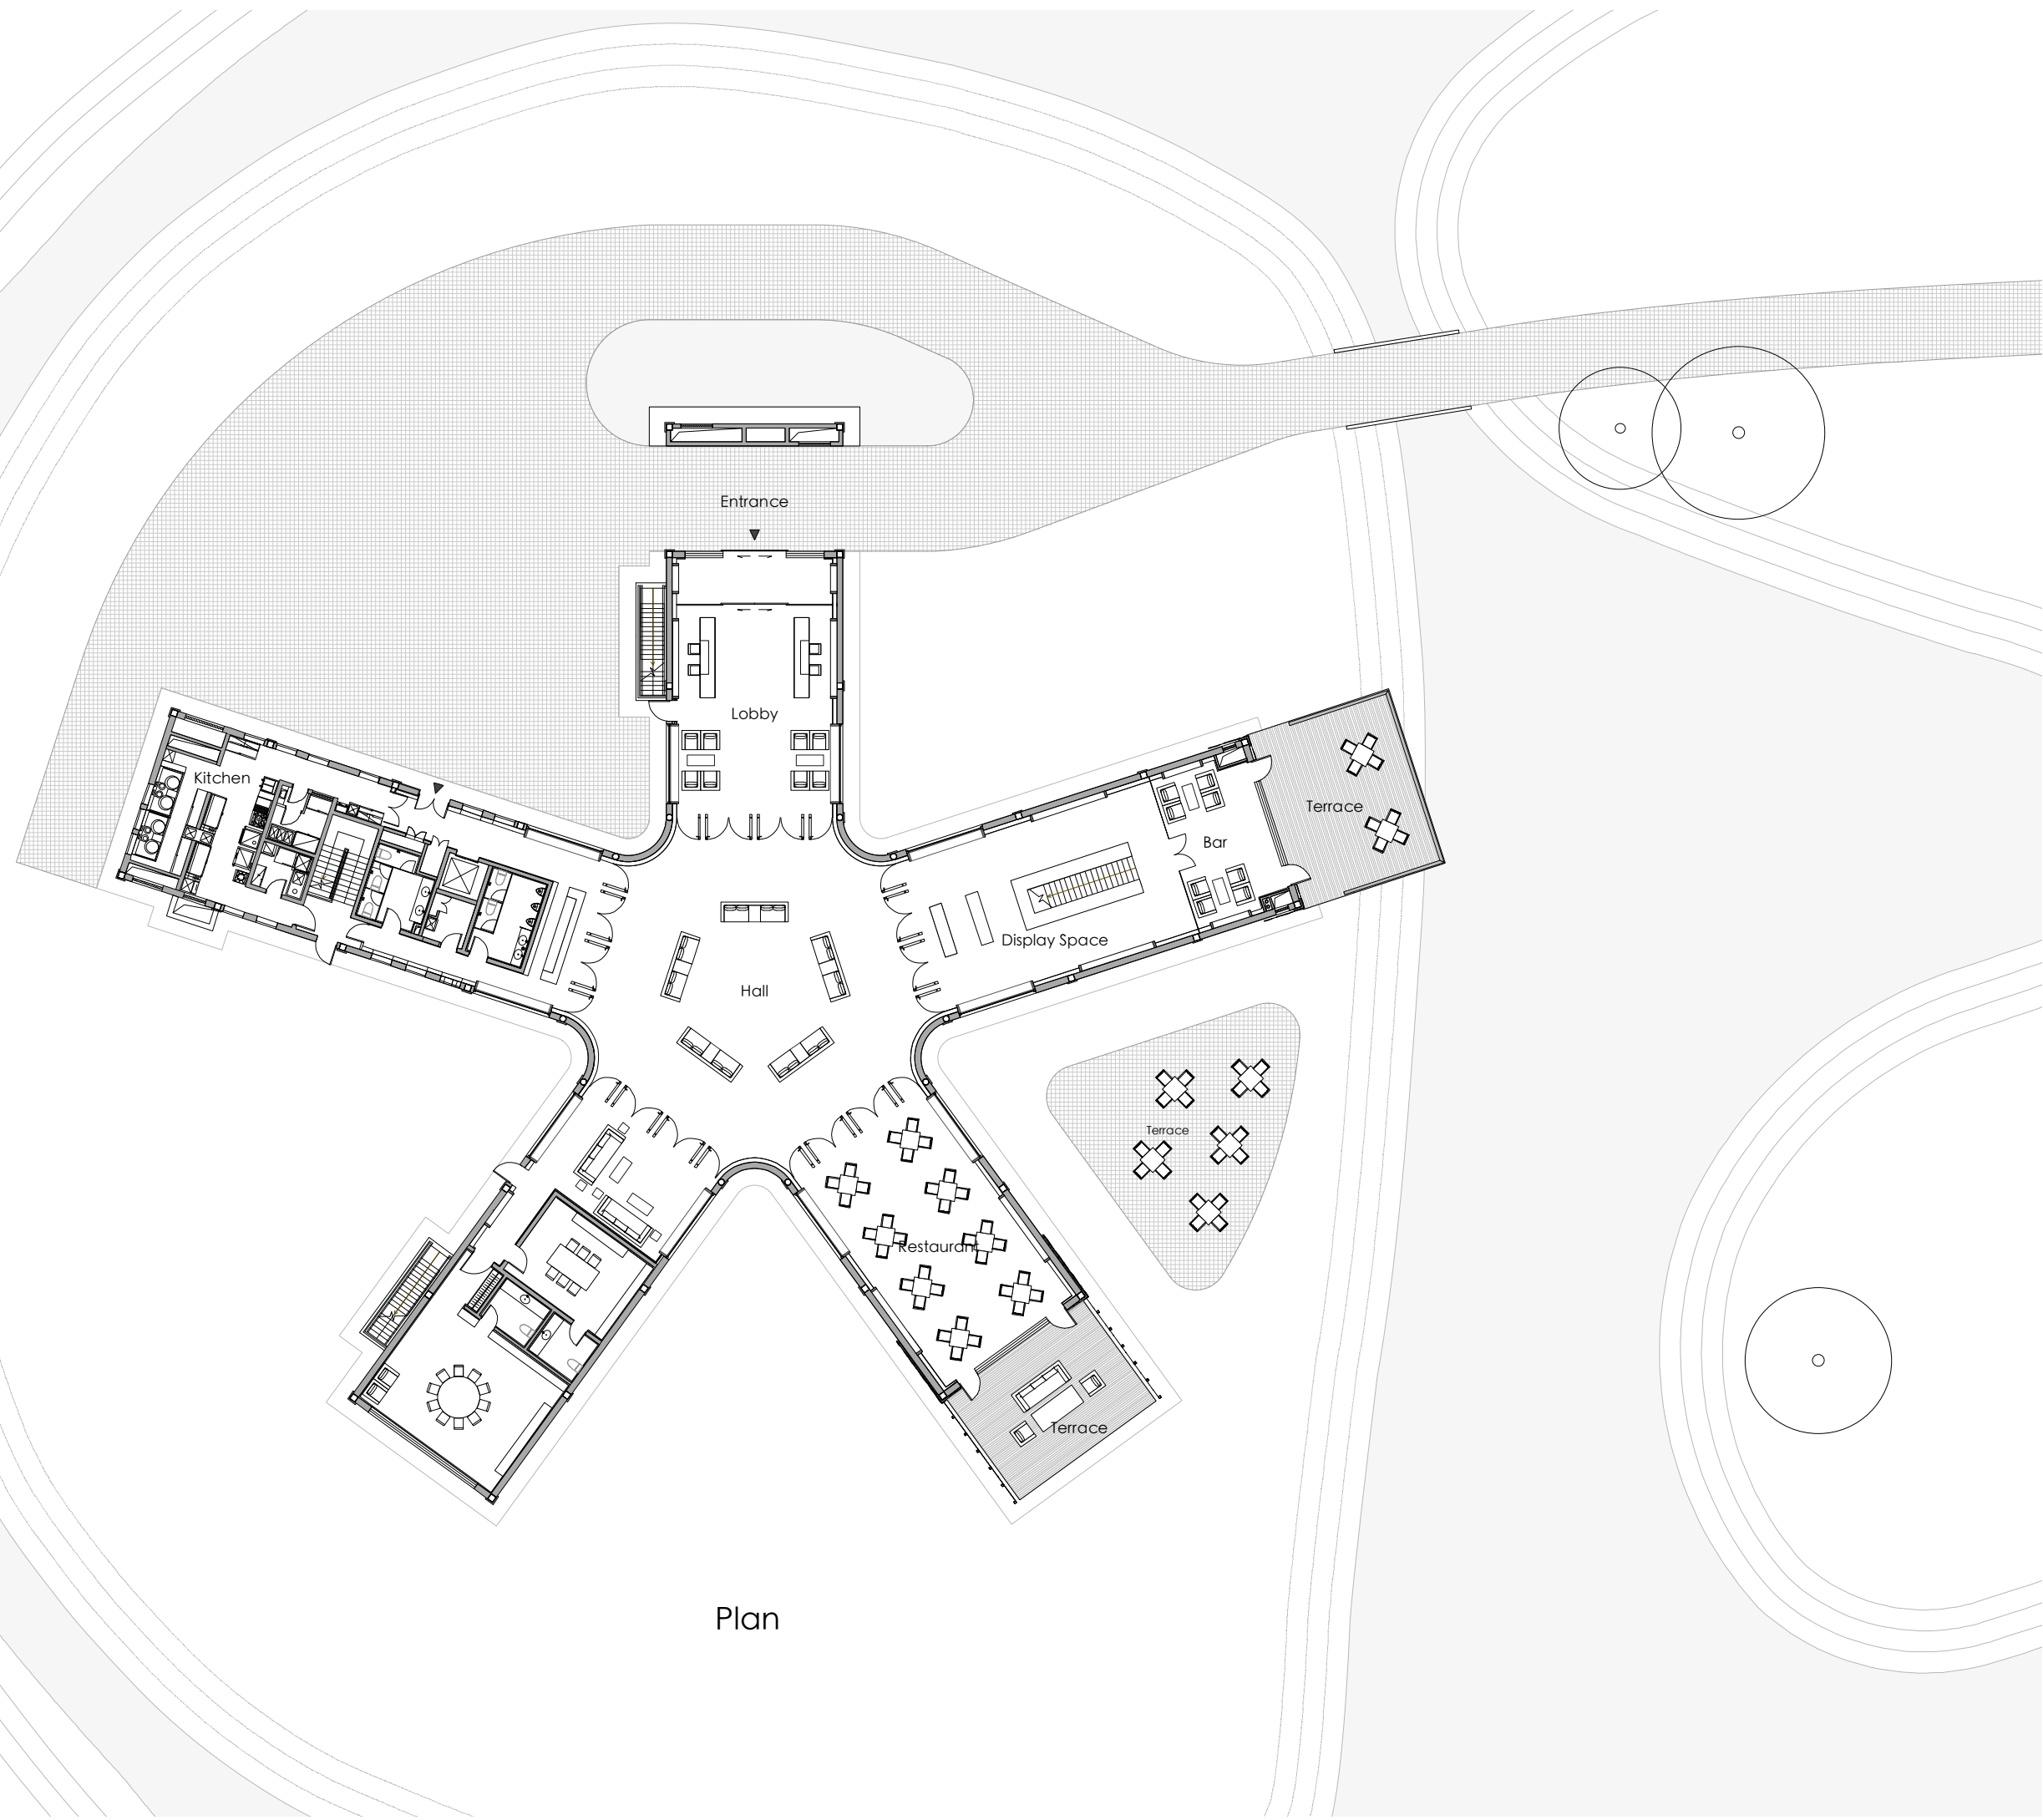 Entrance
Lobby
Kitchen
Terrace
Bar
Display Space
Hall
Terrace
Restaurant
Terrace
Plan